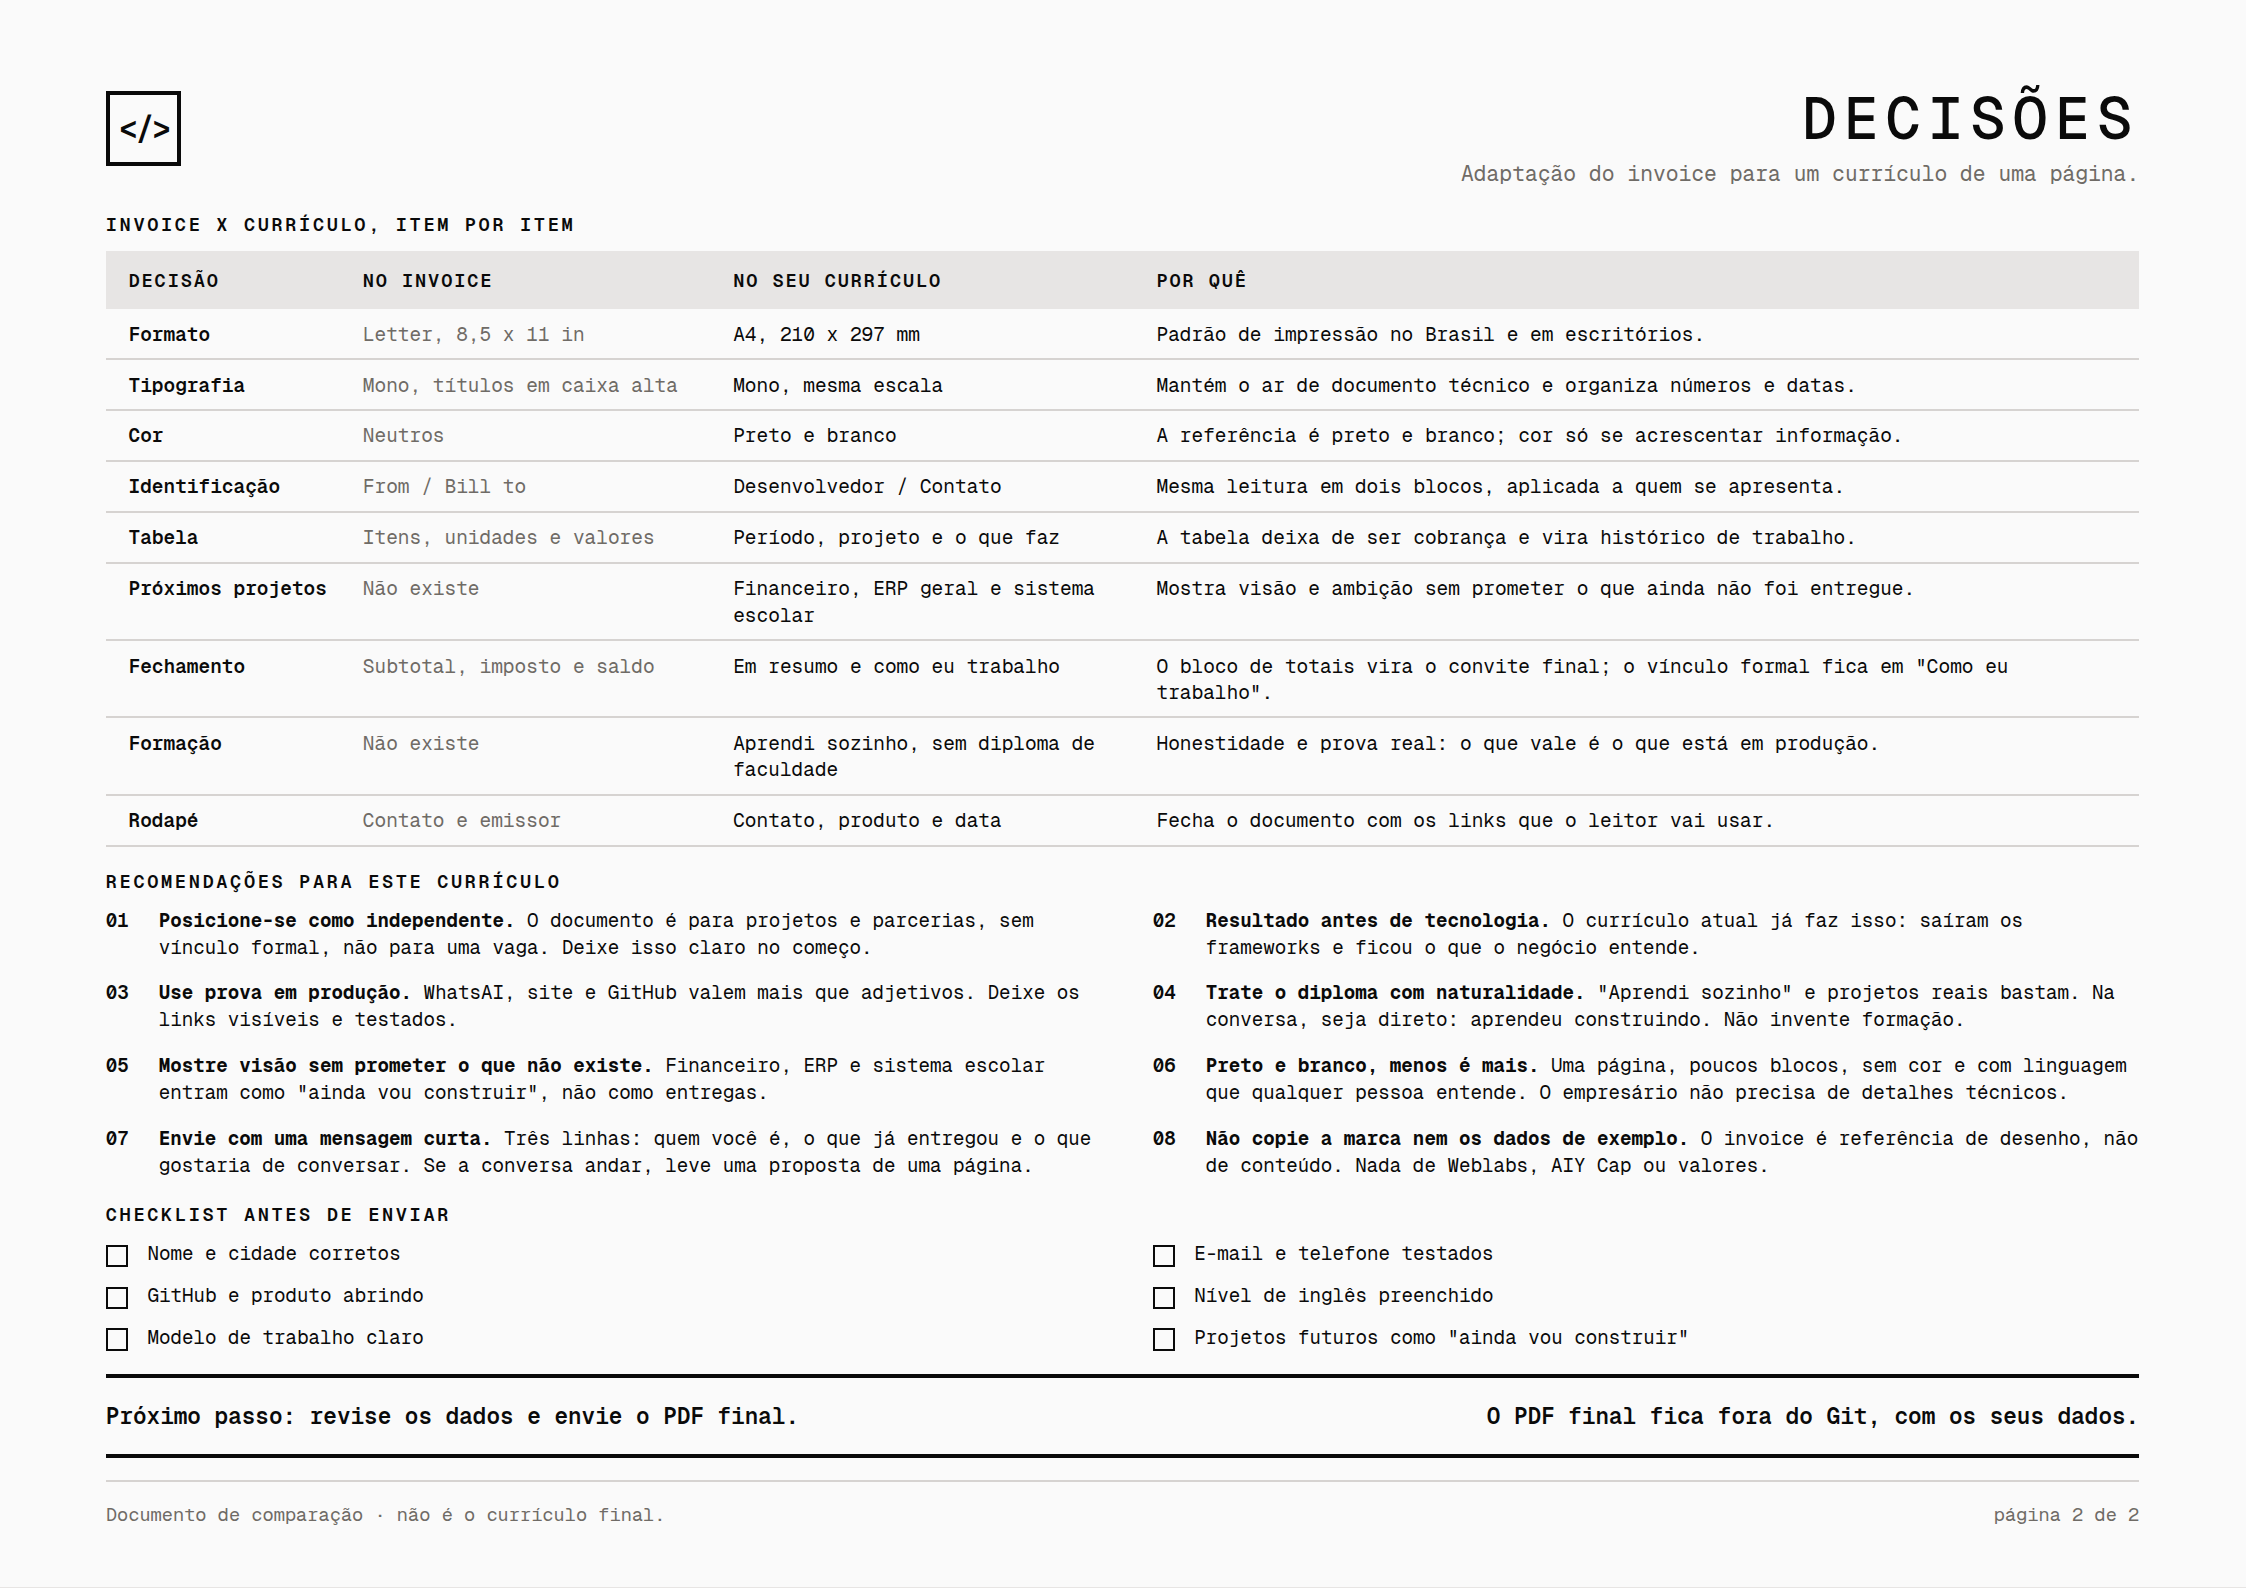 </>
DECISÕES
Adaptação do invoice para um currículo de uma página.
INVOICE X CURRÍCULO, ITEM POR ITEM
DECISÃO NO INVOICE NO SEU CURRÍCULO POR QUÊ
Formato Letter, 8,5 x 11 in A4, 210 x 297 mm Padrão de impressão no Brasil e em escritórios.
Tipografia Mono, títulos em caixa alta Mono, mesma escala Mantém o ar de documento técnico e organiza números e datas.
Cor Neutros Preto e branco A referência é preto e branco; cor só se acrescentar informação.
Identificação From / Bill to Desenvolvedor / Contato Mesma leitura em dois blocos, aplicada a quem se apresenta.
Tabela Itens, unidades e valores Período, projeto e o que faz A tabela deixa de ser cobrança e vira histórico de trabalho.
Próximos projetos Não existe Financeiro, ERP geral e sistema Mostra visão e ambição sem prometer o que ainda não foi entregue.
escolar
Fechamento Subtotal, imposto e saldo Em resumo e como eu trabalho O bloco de totais vira o convite final; o vínculo formal fica em "Como eu
trabalho".
Formação Não existe Aprendi sozinho, sem diploma de Honestidade e prova real: o que vale é o que está em produção.
faculdade
Rodapé Contato e emissor Contato, produto e data Fecha o documento com os links que o leitor vai usar.
RECOMENDAÇÕES PARA ESTE CURRÍCULO
01 Posicione-se como independente. O documento é para projetos e parcerias, sem
vínculo formal, não para uma vaga. Deixe isso claro no começo.
02 Resultado antes de tecnologia. O currículo atual já faz isso: saíram os
frameworks e ficou o que o negócio entende.
03 Use prova em produção. WhatsAI, site e GitHub valem mais que adjetivos. Deixe os
links visíveis e testados.
04 Trate o diploma com naturalidade. "Aprendi sozinho" e projetos reais bastam. Na
conversa, seja direto: aprendeu construindo. Não invente formação.
05 Mostre visão sem prometer o que não existe. Financeiro, ERP e sistema escolar
entram como "ainda vou construir", não como entregas.
06 Preto e branco, menos é mais. Uma página, poucos blocos, sem cor e com linguagem
que qualquer pessoa entende. O empresário não precisa de detalhes técnicos.
07 Envie com uma mensagem curta. Três linhas: quem você é, o que já entregou e o que
gostaria de conversar. Se a conversa andar, leve uma proposta de uma página.
08 Não copie a marca nem os dados de exemplo. O invoice é referência de desenho, não
de conteúdo. Nada de Weblabs, AIY Cap ou valores.
CHECKLIST ANTES DE ENVIAR
Nome e cidade corretos
E-mail e telefone testados
GitHub e produto abrindo
Nível de inglês preenchido
Modelo de trabalho claro
Projetos futuros como "ainda vou construir"
Próximo passo: revise os dados e envie o PDF final.
O PDF final fica fora do Git, com os seus dados.
Documento de comparação · não é o currículo final.
página 2 de 2